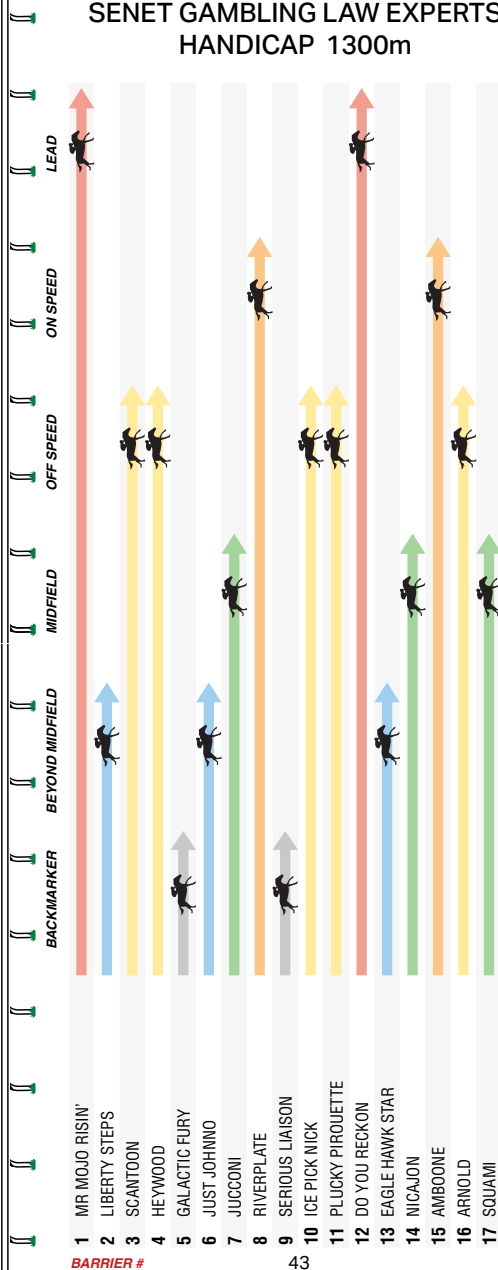 SENET GAMBLING LAW EXPERTS
HANDICAP 1300m
LEAD
ON SPEED
OFF SPEED
MIDFIELD
BEYOND MIDFIELD
BACKMARKER
1 MR MOJO RISIN'
2 LIBERTY STEPS
3 SCANTOON
4 HEYWOOD
5 GALACTIC FURY
6 JUST JOHNNO
7 JUCCONI
8 RIVERPLATE
9 SERIOUS LIAISON
10 ICE PICK NICK
11 PLUCKY PIROUETTE
12 DO YOU RECKON
13 EAGLE HAWK STAR
14 NICAJON
15 AMBOONE
16 ARNOLD
17 SQUAMI
BARRIER #
43